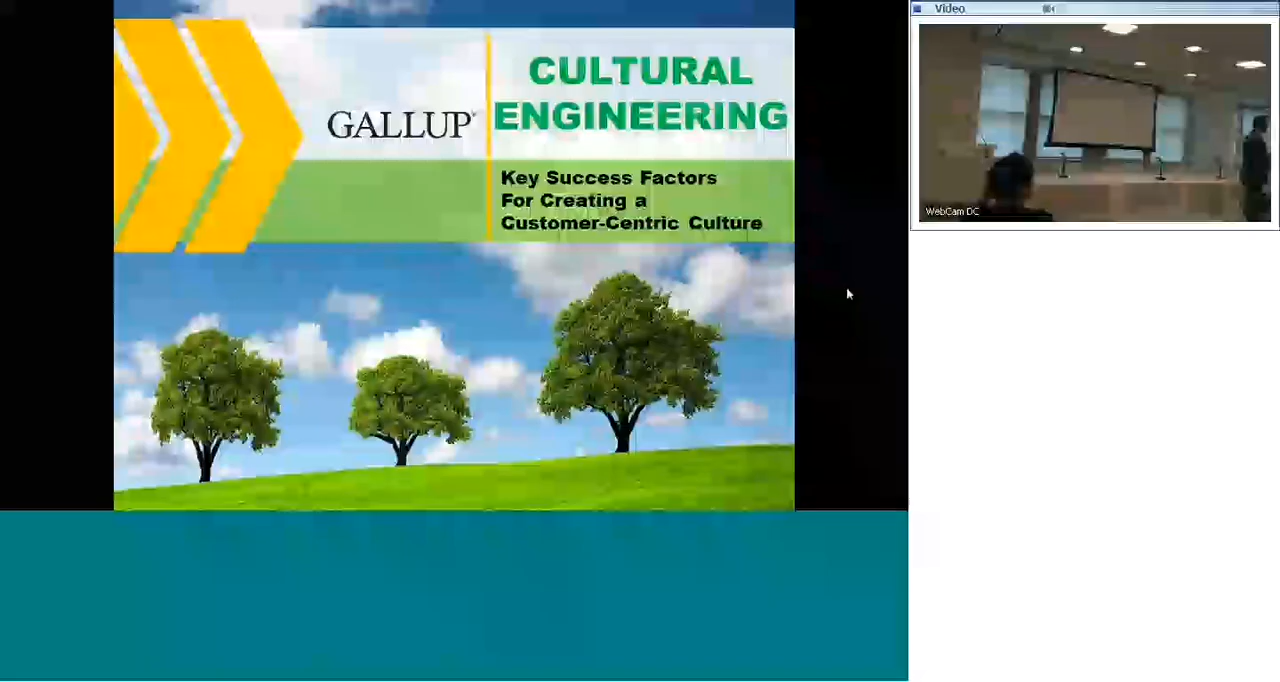 CULTURAL
ENGINEERING
GALLUP®
Key Success Factors
For Creating a
Customer-Centric Culture
Video
WebCam DC